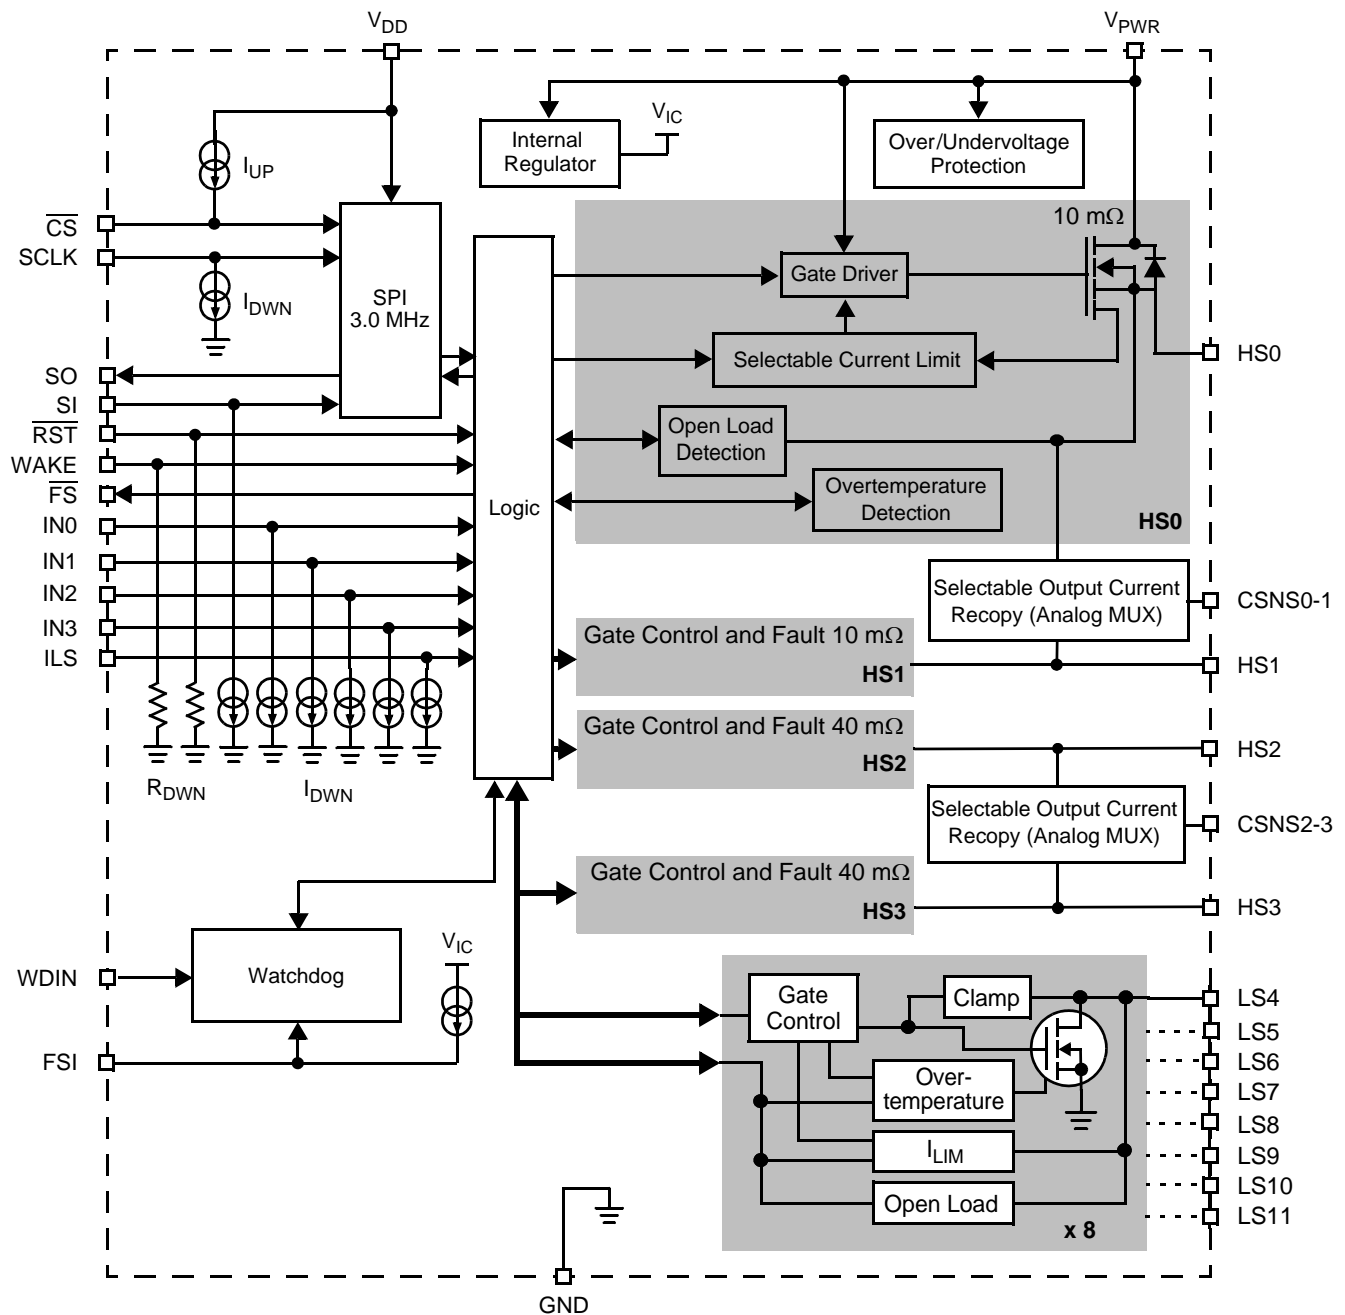 VDD
VPWR
VIC
Internal
Regulator
Over/Undervoltage
Protection
IUP
CS
SCLK
IDWN
SPI
3.0 MHz
10 mΩ
Gate Driver
Selectable Current Limit
HS0
SO
SI
RST
WAKE
FS
IN0
IN1
IN2
IN3
ILS
Logic
Open Load
Detection
Overtemperature
Detection
HS0
Selectable Output Current
Recopy (Analog MUX)
CSNS0-1
Gate Control and Fault 10 mΩ
HS1
HS1
Gate Control and Fault 40 mΩ
HS2
HS2
RDWN
IDWN
Selectable Output Current
Recopy (Analog MUX)
CSNS2-3
Gate Control and Fault 40 mΩ
HS3
HS3
WDIN
Watchdog
VIC
FSI
Gate
Control
Clamp
Over-
temperature
ILIM
Open Load
x 8
LS4
LS5
LS6
LS7
LS8
LS9
LS10
LS11
GND